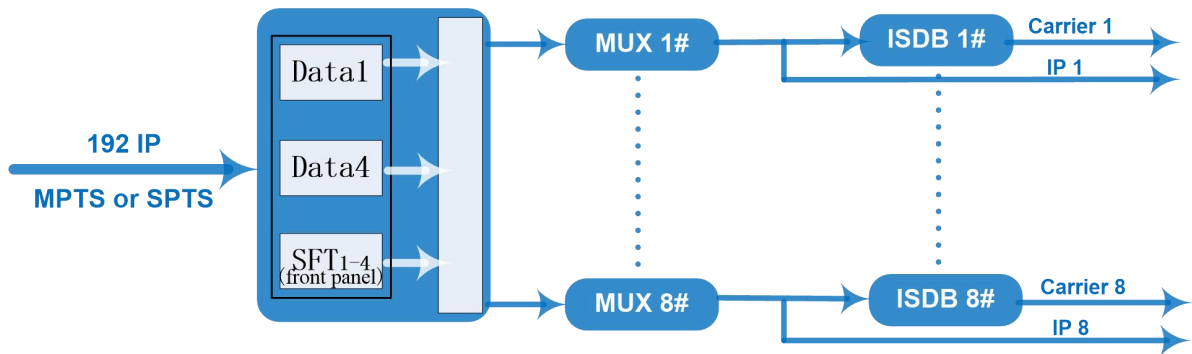 192 IP
MPTS or SPTS
Data1
Data4
SFT1-4
(front panel)
MUX 1#
ISDB 1#
Carrier 1
IP 1
MUX 8#
ISDB 8#
Carrier 8
IP 8